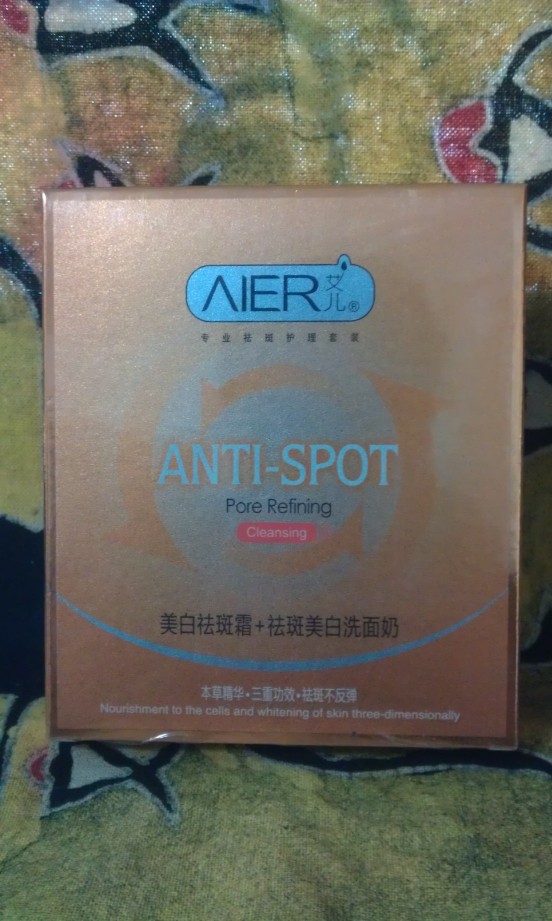 AIER艾儿®
专业祛斑护理套装
ANTI-SPOT
Pore Refining
Cleansing
美白祛斑霜+祛斑美白洗面奶
本草精华·三重功效·祛斑不反弹
Nourishment to the cells and whitening of skin three-dimensionally